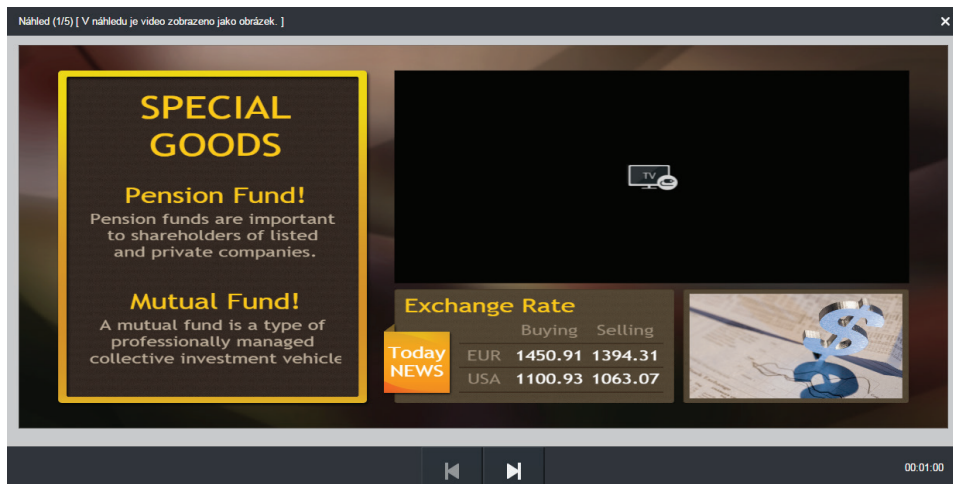 Náhled (1/5) [ V náhledu je video zobrazeno jako obrázek. ]
SPECIAL
GOODS
Pension Fund!
Pension funds are important
to shareholders of listed
and private companies.
Mutual Fund!
A mutual fund is a type of
professionally managed
collective investment vehicle
TV
Exchange Rate
Buying Selling
Today
NEWS
EUR 1450.91 1394.31
USA 1100.93 1063.07
00:01:00